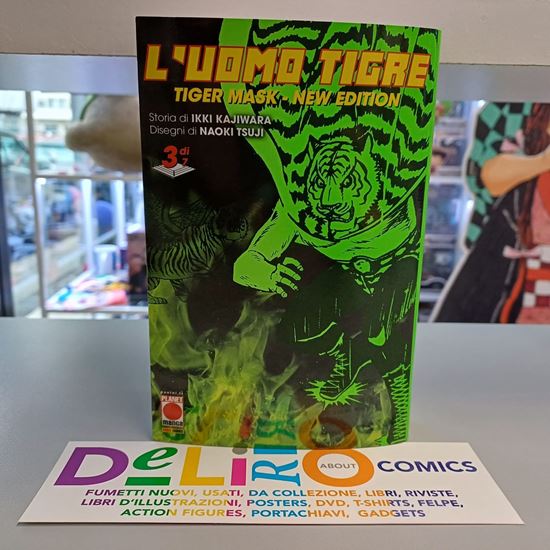 L'UOMO TIGRE
TIGER MASK - NEW EDITION
Storia di IKKI KAJIWARA
Disegni di NAOKI TSUJI
3 di 7
PLANET
manga
DeLiRiO
ABOUT
COMICS
FUMETTI NUOVI, USATI, DA COLLEZIONE, LIBRI, RIVISTE,
LIBRI D'ILLUSTRAZIONI, POSTERS, DVD, T-SHIRTS, FELPE,
ACTION FIGURES, PORTACHIAVI, GADGETS